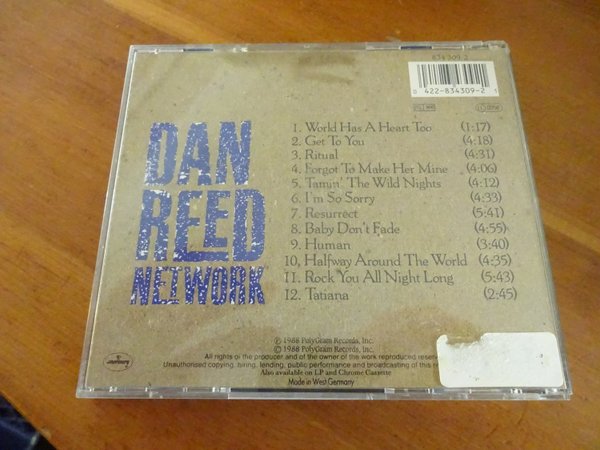 834 309-2
0 422-834309-2 1
DAN
REED
NETWORK
1. World Has A Heart Too (1:17)
2. Get To You (4:18)
3. Ritual (4:31)
4. Forgot To Make Her Mine (4:06)
5. Tamin' The Wild Nights (4:12)
6. I'm So Sorry (4:33)
7. Resurrect (5:41)
8. Baby Don't Fade (4:55)
9. Human (3:40)
10. Halfway Around The World (4:35)
11. Rock You All Night Long (5:43)
12. Tatiana (2:45)
℗ 1988 PolyGram Records, Inc.
© 1988 PolyGram Records, Inc.
All rights of the producer and of the owner of the work reproduced reserved
Unauthorised copying, hiring, lending, public performance and broadcasting of this
Also available on LP and Chrome Cassette
Made in West Germany
mercury